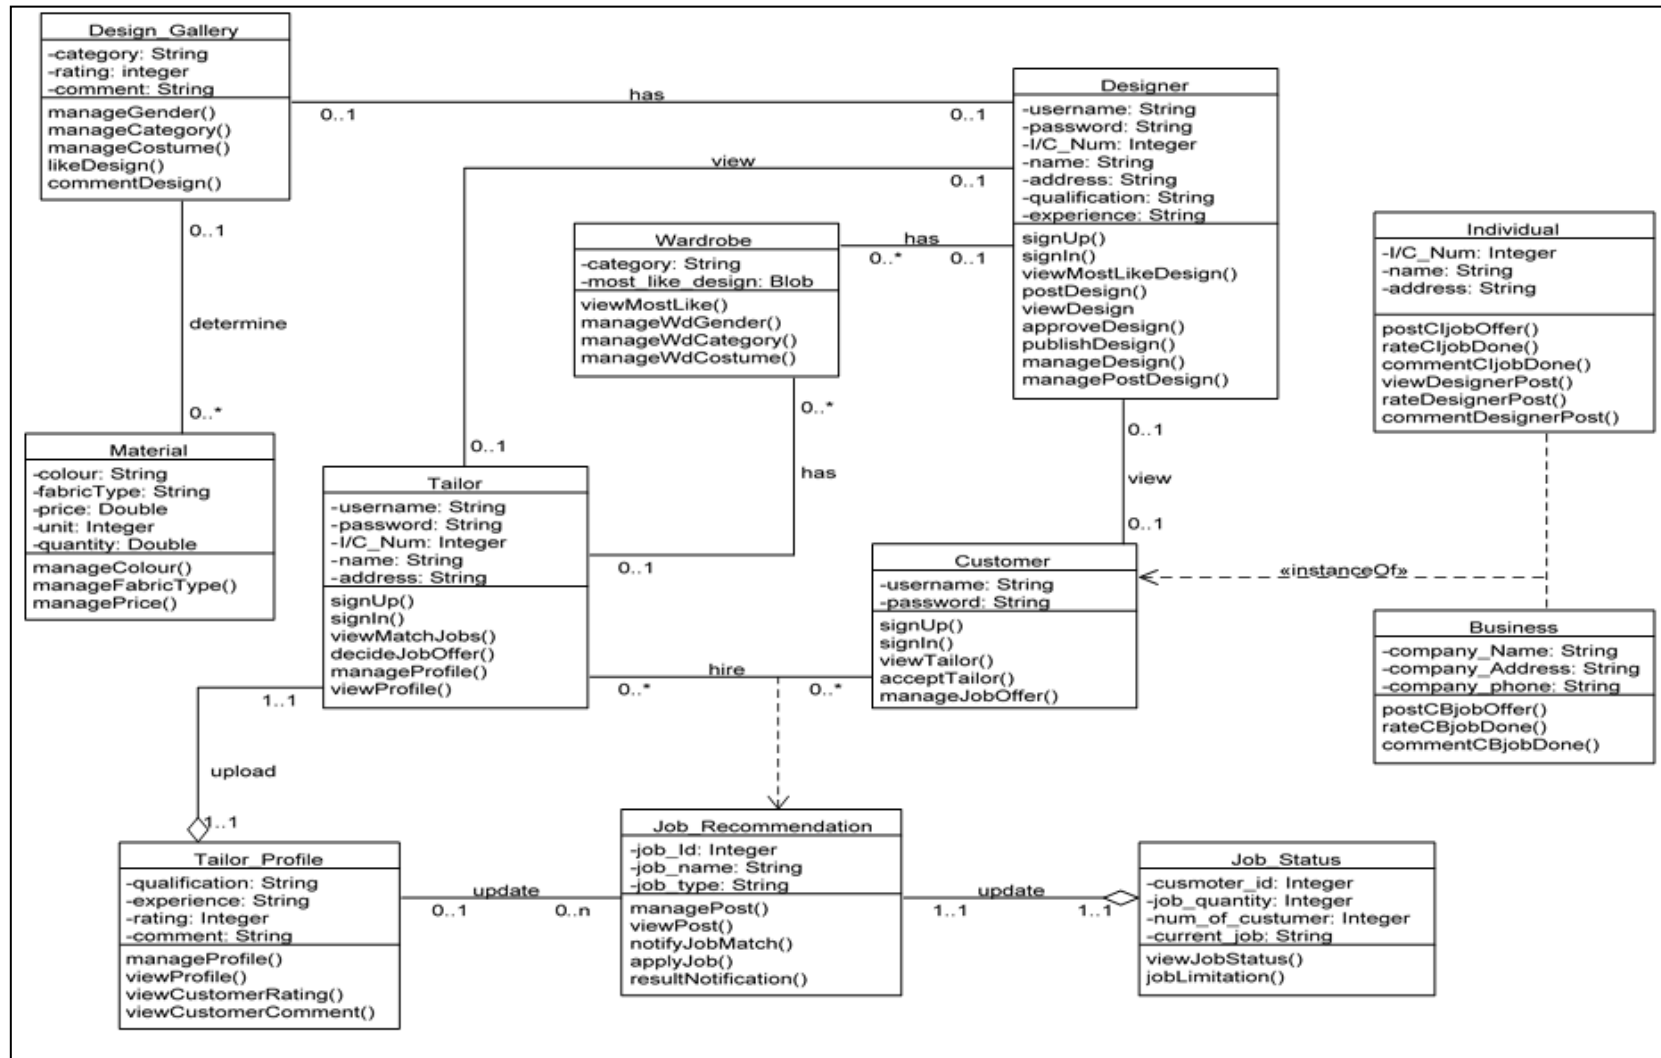 Design_Gallery
-category: String
-rating: integer
-comment: String
manageGender()
manageCategory()
manageCostume()
likeDesign()
commentDesign()
has
0..1
0..1
Designer
-username: String
-password: String
-I/C_Num: Integer
-name: String
-address: String
-qualification: String
-experience: String
signUp()
signIn()
viewMostLikeDesign()
postDesign()
viewDesign
approveDesign()
publishDesign()
manageDesign()
managePostDesign()
view
0..1
0..1
Wardrobe
-category: String
-most_like_design: Blob
viewMostLike()
manageWdGender()
manageWdCategory()
manageWdCostume()
has
0..*
0..1
Individual
-I/C_Num: Integer
-name: String
-address: String
postCIjobOffer()
rateCIjobDone()
commentCIjobDone()
viewDesignerPost()
rateDesignerPost()
commentDesignerPost()
0..1
determine
0..*
Material
-colour: String
-fabricType: String
-price: Double
-unit: Integer
-quantity: Double
manageColour()
manageFabricType()
managePrice()
Tailor
-username: String
-password: String
-I/C_Num: Integer
-name: String
-address: String
signUp()
signIn()
viewMatchJobs()
decideJobOffer()
manageProfile()
viewProfile()
0..*
has
0..1
0..1
view
0..1
Customer
-username: String
-password: String
signUp()
signIn()
viewTailor()
acceptTailor()
manageJobOffer()
«instanceOf»
Business
-company_Name: String
-company_Address: String
-company_phone: String
postCBjobOffer()
rateCBjobDone()
commentCBjobDone()
hire
0..*
0..*
1..1
upload
1..1
Tailor_Profile
-qualification: String
-experience: String
-rating: Integer
-comment: String
manageProfile()
viewProfile()
viewCustomerRating()
viewCustomerComment()
update
0..1
0..n
Job_Recommendation
-job_Id: Integer
-job_name: String
-job_type: String
managePost()
viewPost()
notifyJobMatch()
applyJob()
resultNotification()
update
1..1
1..1
Job_Status
-cusmoter_id: Integer
-job_quantity: Integer
-num_of_custumer: Integer
-current_job: String
viewJobStatus()
jobLimitation()